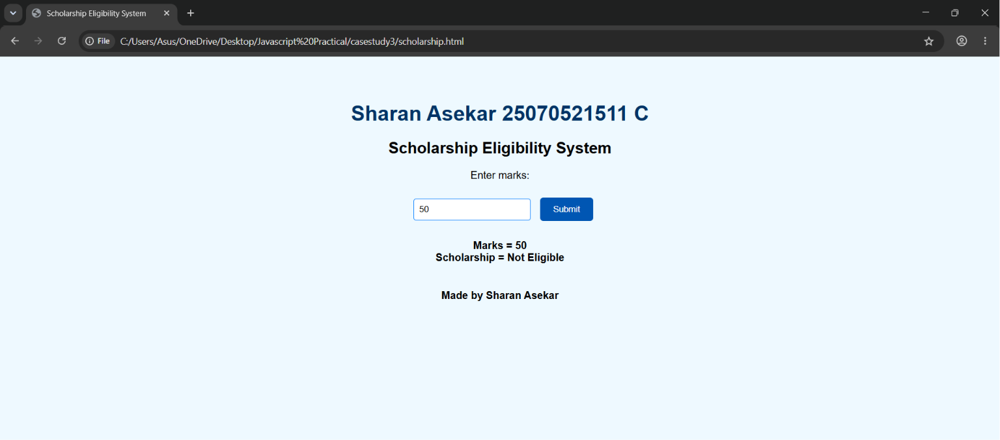 Scholarship Eligibility System
File C:/Users/Asus/OneDrive/Desktop/Javascript%20Practical/casestudy3/scholarship.html
Sharan Asekar 25070521511 C
Scholarship Eligibility System
Enter marks:
50 Submit
Marks = 50
Scholarship = Not Eligible
Made by Sharan Asekar